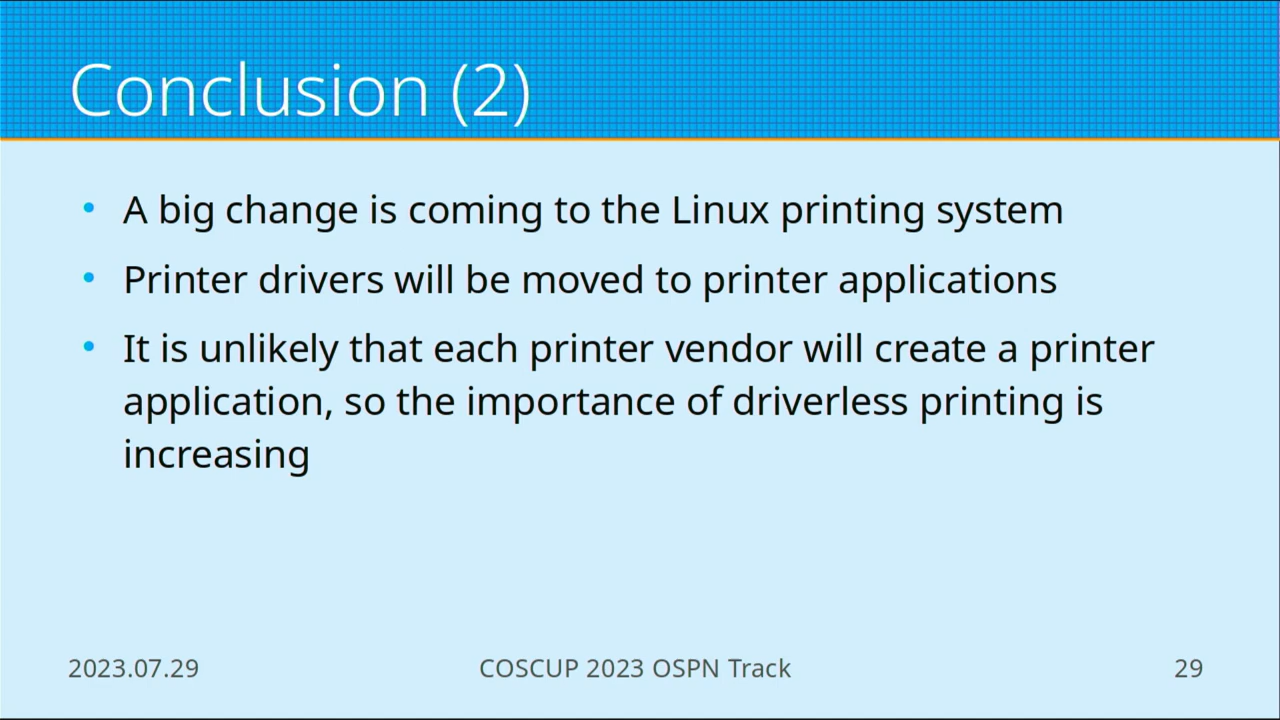 Conclusion (2)
• A big change is coming to the Linux printing system
• Printer drivers will be moved to printer applications
• It is unlikely that each printer vendor will create a printer
application, so the importance of driverless printing is
increasing
2023.07.29
COSCUP 2023 OSPN Track
29